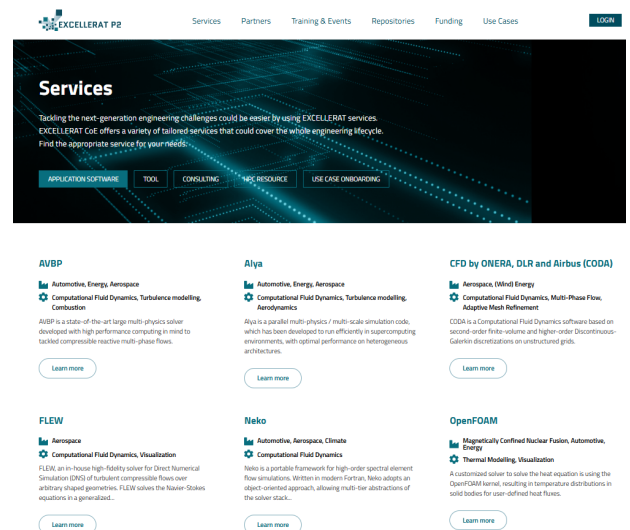 EXCELLERAT P2
Services
Partners
Training & Events
Repositories
Funding
Use Cases
LOGIN
Services
Tackling the next-generation engineering challenges could be easier by using EXCELLERAT services.
EXCELLERAT CoE offers a variety of tailored services that could cover the whole engineering lifecycle.
Find the appropriate service for your needs:
APPLICATION SOFTWARE
TOOL
CONSULTING
HPC RESOURCE
USE CASE ONBOARDING
AVBP
Automotive, Energy, Aerospace
Computational Fluid Dynamics, Turbulence modelling,
Combustion
AVBP is a state-of-the-art large multi-physics solver
developed with high performance computing in mind to
tackled compressible reactive multi-phase flows.
Learn more
Alya
Automotive, Energy, Aerospace
Computational Fluid Dynamics, Turbulence modelling,
Aerodynamics
Alya is a parallel multi-physics / multi-scale simulation code,
which has been developed to run efficiently in supercomputing
environments, with optimal performance on heterogeneous
architectures.
Learn more
CFD by ONERA, DLR and Airbus (CODA)
Aerospace, (Wind) Energy
Computational Fluid Dynamics, Multi-Phase Flow,
Adaptive Mesh Refinement
CODA is a Computational Fluid Dynamics software based on
second-order finite-volume and higher-order Discontinuous-
Galerkin discretizations on unstructured grids.
Learn more
FLEW
Aerospace
Computational Fluid Dynamics, Visualization
FLEW, an in-house high-fidelity solver for Direct Numerical
Simulation (DNS) of turbulent compressible flows over
arbitrary shaped geometries. FLEW solves the Navier-Stokes
equations in a generalized...
Learn more
Neko
Automotive, Aerospace, Climate
Computational Fluid Dynamics
Neko is a portable framework for high-order spectral element
flow simulations. Written in modern Fortran, Neko adopts an
object-oriented approach, allowing multi-tier abstractions of
the solver stack...
Learn more
OpenFOAM
Magnetically Confined Nuclear Fusion, Automotive,
Energy
Thermal Modelling, Visualization
A customized solver to solve the heat equation is using the
OpenFOAM kernel, resulting in temperature distributions in
solid bodies for user-defined heat fluxes.
Learn more